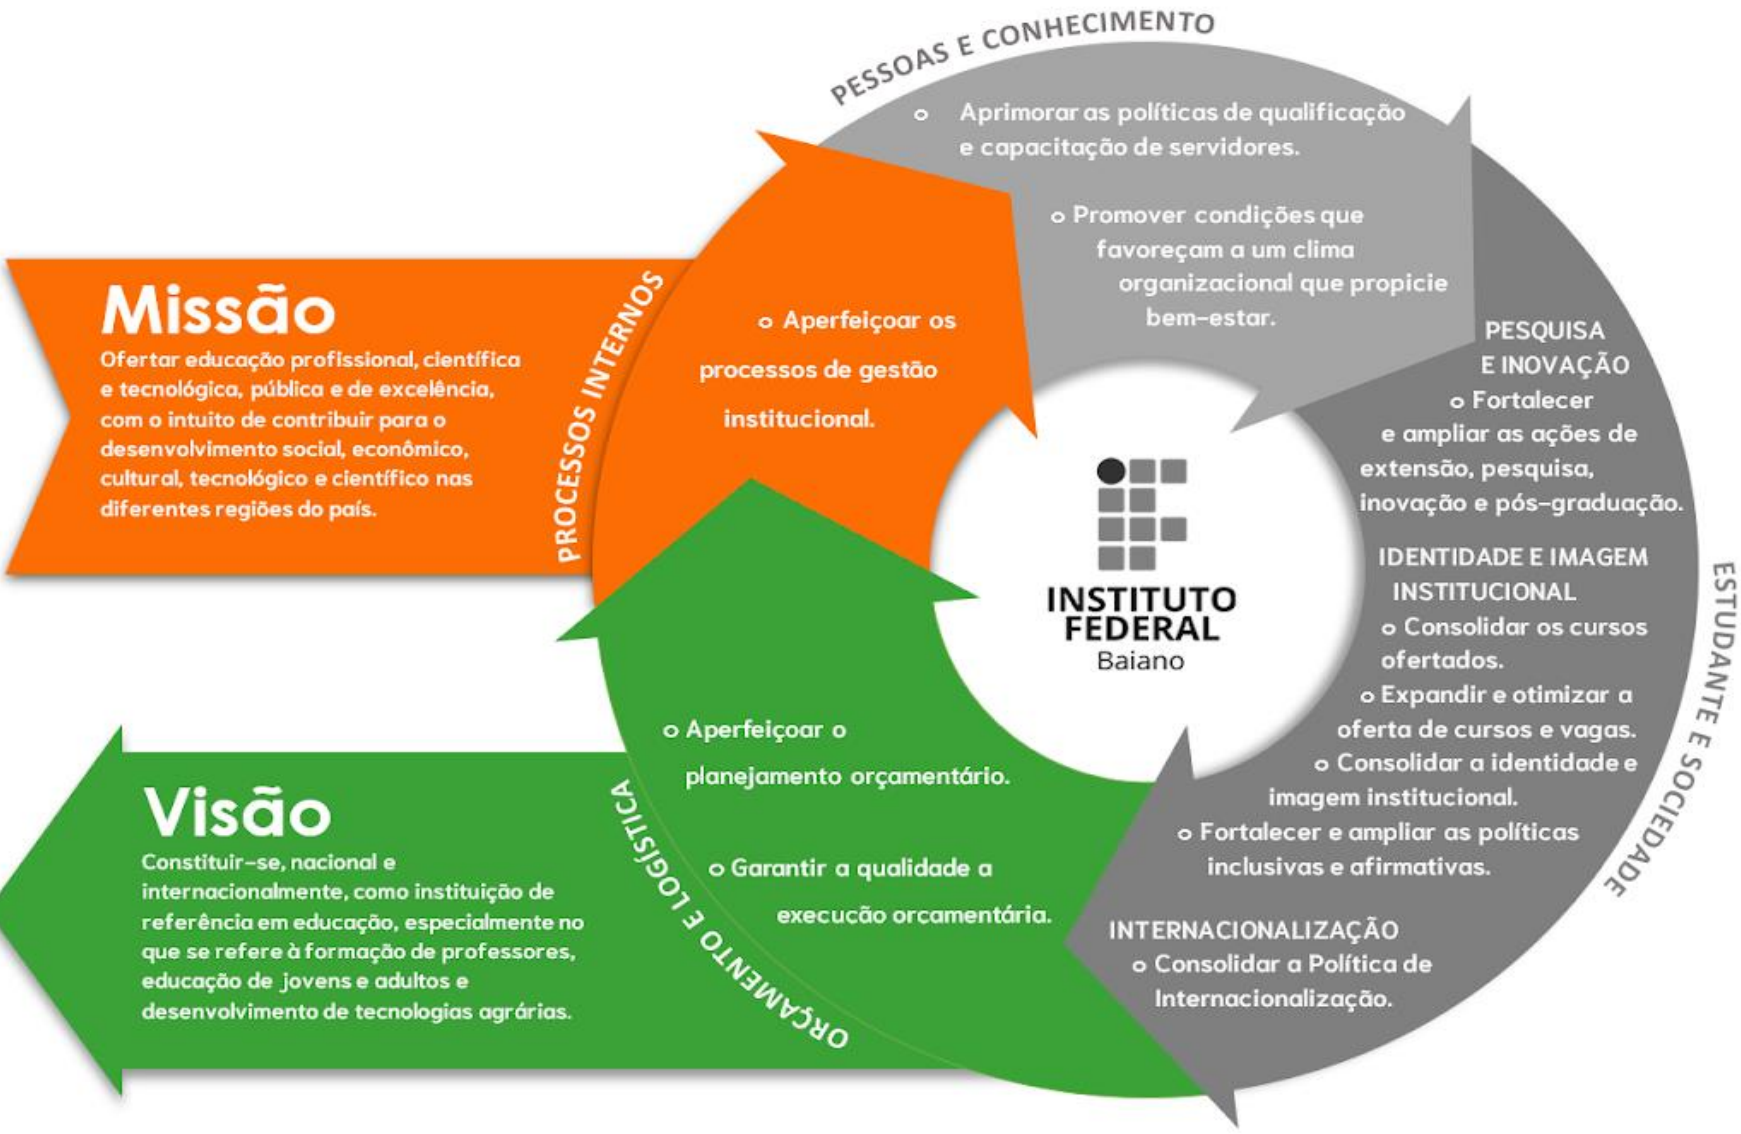 PESSOAS E CONHECIMENTO
o Aprimorar as políticas de qualificação
e capacitação de servidores.
o Promover condições que
favoreçam a um clima
organizacional que propicie
bem-estar.
Missão
Ofertar educação profissional, científica
e tecnológica, pública e de excelência,
com o intuito de contribuir para o
desenvolvimento social, econômico,
cultural, tecnológico e científico nas
diferentes regiões do país.
PROCESSOS INTERNOS
o Aperfeiçoar os
processos de gestão
institucional.
PESQUISA
E INOVAÇÃO
o Fortalecer
e ampliar as ações de
extensão, pesquisa,
inovação e pós-graduação.
IDENTIDADE E IMAGEM
INSTITUCIONAL
o Consolidar os cursos
ofertados.
o Expandir e otimizar a
oferta de cursos e vagas.
o Consolidar a identidade e
imagem institucional.
o Fortalecer e ampliar as políticas
inclusivas e afirmativas.
INTERNACIONALIZAÇÃO
o Consolidar a Política de
Internacionalização.
ESTUDANTE E SOCIEDADE
INSTITUTO
FEDERAL
Baiano
o Aperfeiçoar o
planejamento orçamentário.
o Garantir a qualidade a
execução orçamentária.
ORÇAMENTO E LOGÍSTICA
Visão
Constituir-se, nacional e
internacionalmente, como instituição de
referência em educação, especialmente no
que se refere à formação de professores,
educação de jovens e adultos e
desenvolvimento de tecnologias agrárias.